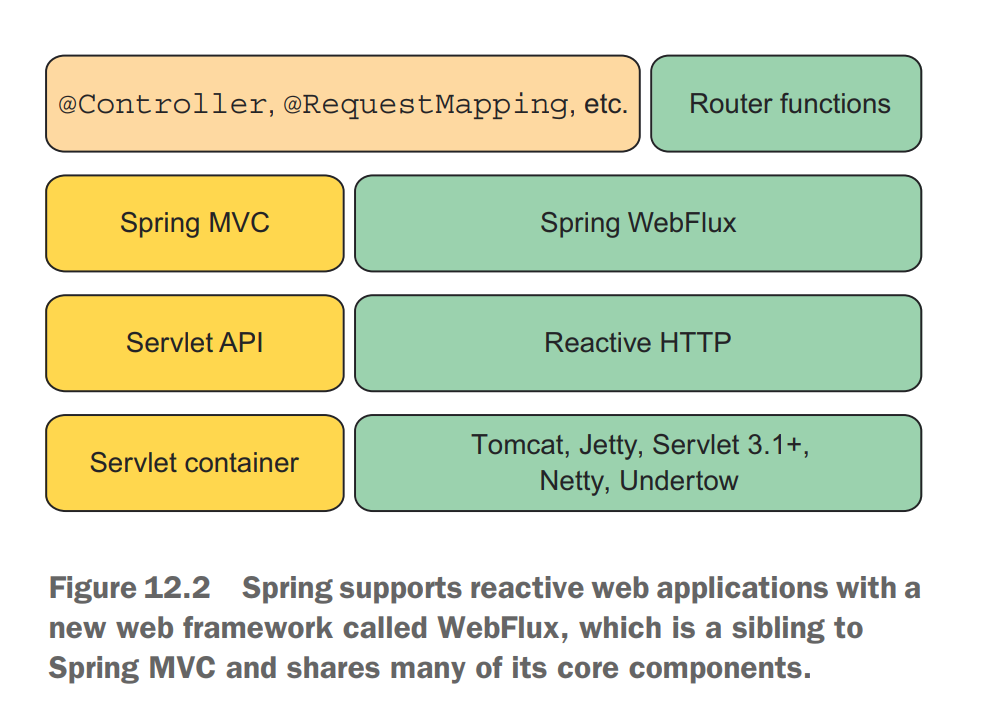 @Controller, @RequestMapping, etc.
Router functions
Spring MVC
Spring WebFlux
Servlet API
Reactive HTTP
Servlet container
Tomcat, Jetty, Servlet 3.1+,
Netty, Undertow
Figure 12.2 Spring supports reactive web applications with a
new web framework called WebFlux, which is a sibling to
Spring MVC and shares many of its core components.